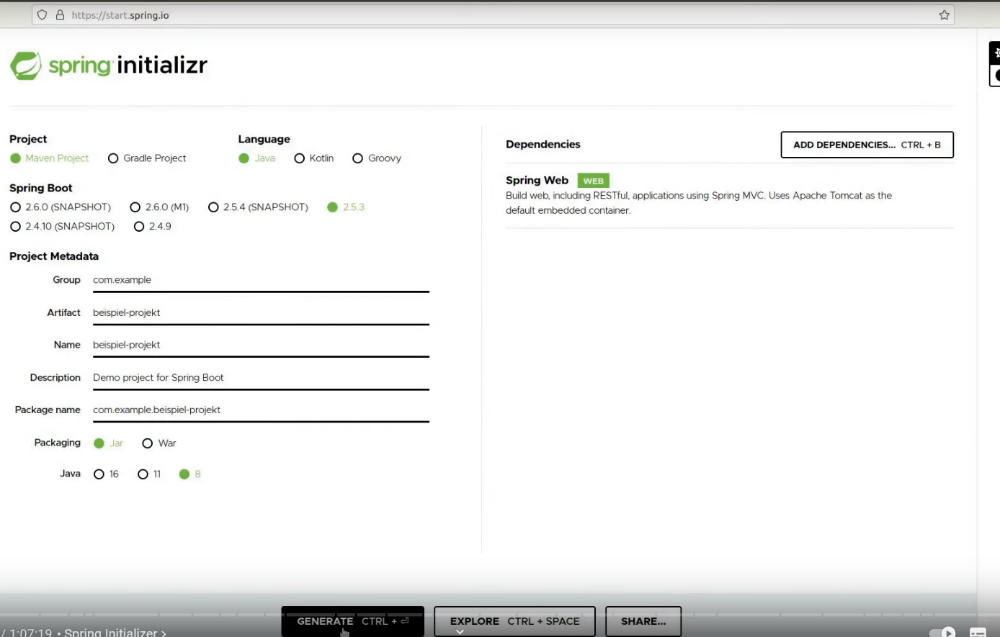 https://start.spring.io
spring initializr
Project
Maven Project Gradle Project
Language
Java Kotlin Groovy
Spring Boot
2.6.0 (SNAPSHOT) 2.6.0 (M1) 2.5.4 (SNAPSHOT) 2.5.3
2.4.10 (SNAPSHOT) 2.4.9
Project Metadata
Group com.example
Artifact beispiel-projekt
Name beispiel-projekt
Description Demo project for Spring Boot
Package name com.example.beispiel-projekt
Packaging Jar War
Java 16 11 8
Dependencies
ADD DEPENDENCIES... CTRL + B
Spring Web WEB
Build web, including RESTful, applications using Spring MVC. Uses Apache Tomcat as the
default embedded container.
GENERATE CTRL + ⏎
EXPLORE CTRL + SPACE
SHARE...
/ 1:07:19 • Spring Initializer >